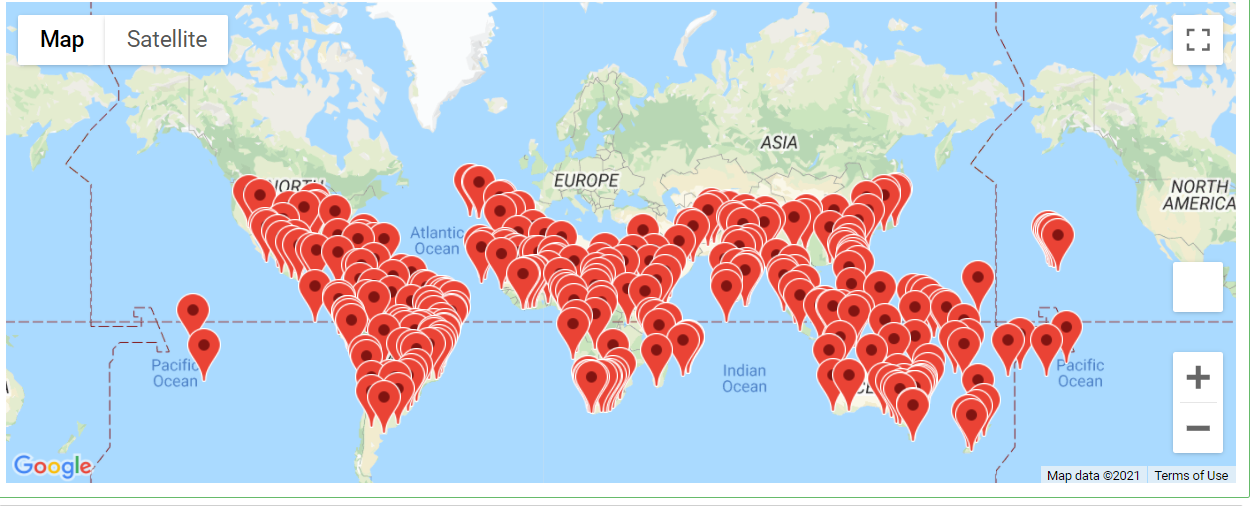 Map
Satellite
ASIA
EUROPE
NORTH
AMERICA
Atlantic
Ocean
Pacific
Ocean
Indian
Ocean
Pacific
Ocean
Google
Map data ©2021
Terms of Use